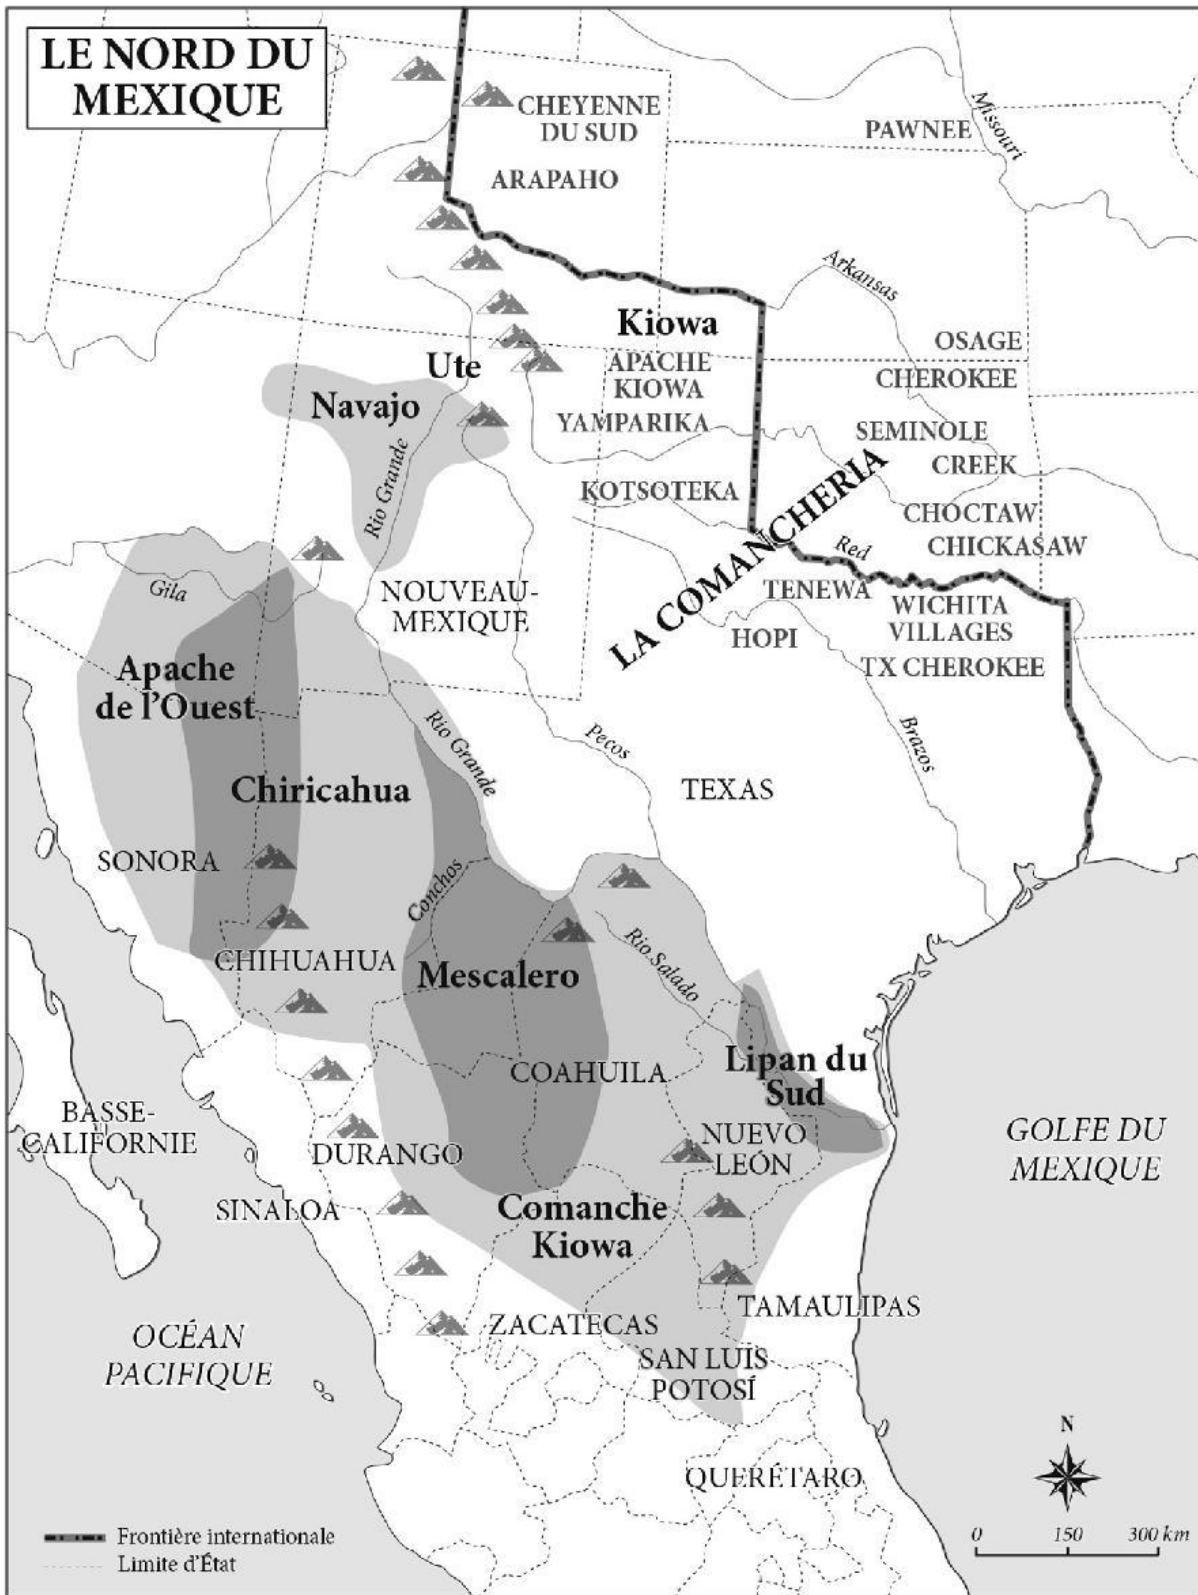 LE NORD DU
MEXIQUE
CHEYENNE
DU SUD
PAWNEE
Missouri
ARAPAHO
Arkansas
Kiowa
OSAGE
Ute
APACHE
KIOWA
CHEROKEE
Navajo
YAMPARIKA
SEMINOLE
CREEK
Rio Grande
KOTSOTEKA
LA COMANCHERIA
CHOCTAW
CHICKASAW
Red
Gila
NOUVEAU-
MEXIQUE
TENEWA
WICHITA
VILLAGES
HOPI
TX CHEROKEE
Apache
de l'Ouest
Rio Grande
Pecos
Brazos
Chiricahua
TEXAS
SONORA
Conchos
CHIHUAHUA
Mescalero
Rio Salado
COAHUILA
Lipan du
Sud
BASSE-
CALIFORNIE
DURANGO
NUEVO
LEÓN
GOLFE DU
MEXIQUE
SINALOA
Comanche
Kiowa
TAMAULIPAS
ZACATECAS
OCÉAN
PACIFIQUE
SAN LUIS
POTOSÍ
N
QUERÉTARO
Frontière internationale
Limite d'État
0 150 300 km